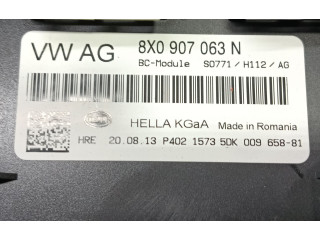 VW AG 8X0 907 063 N
BC-Module S0771/H112/AG
HELLA KGaA Made in Romania
HRE 20.08.13 P402 1573 5DK 009 658-81